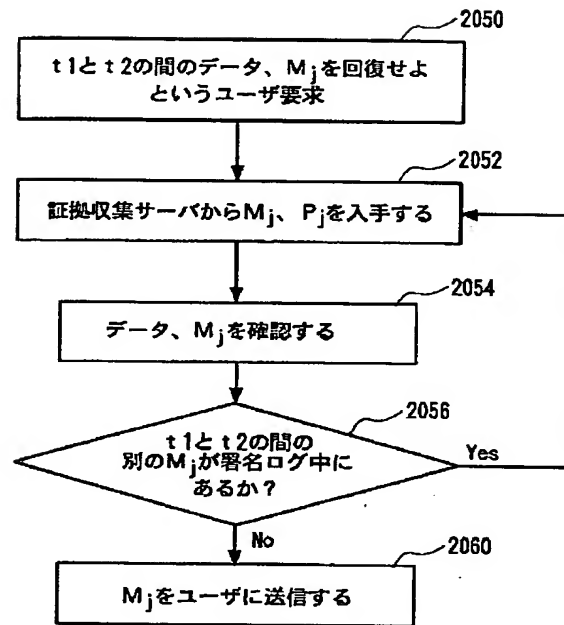 2050
t1とt2の間のデータ、Mjを回復せよ
というユーザ要求
2052
証拠収集サーバからMj、Pjを入手する
2054
データ、Mjを確認する
2056
t1とt2の間の
別のMjが署名ログ中に
あるか？
Yes
No
2060
Mjをユーザに送信する